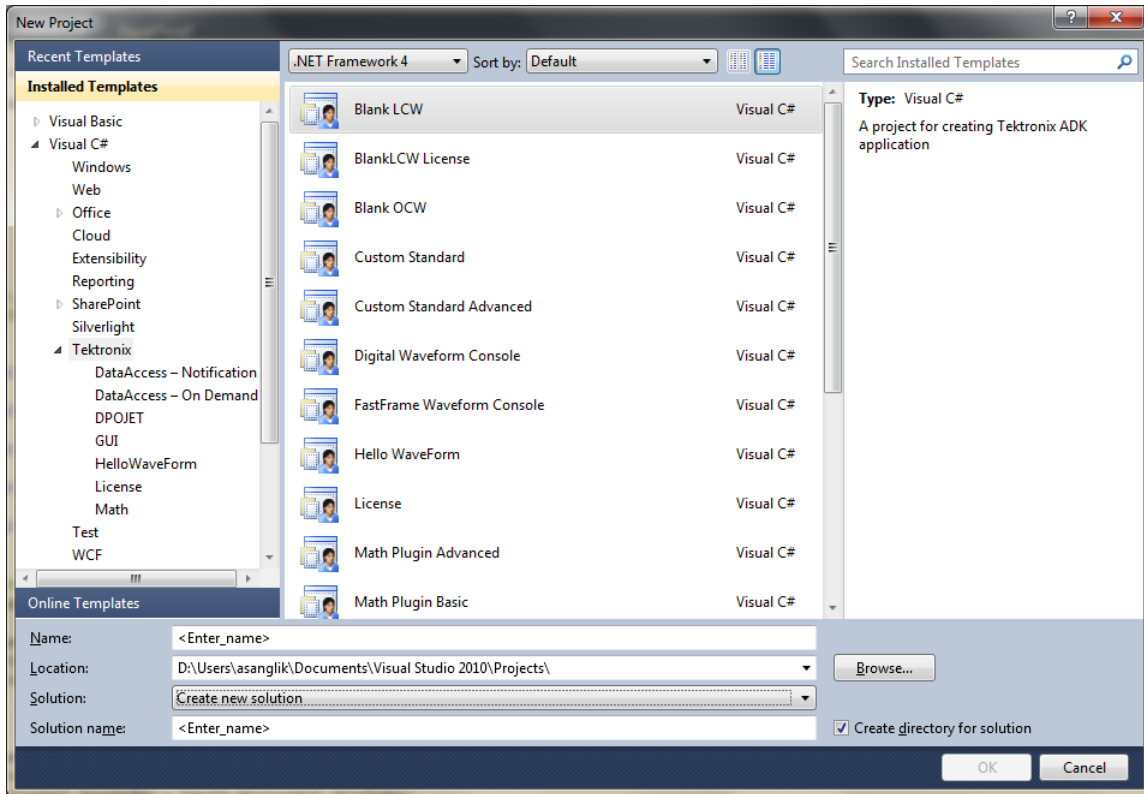 New Project
Recent Templates
Installed Templates
Visual Basic
Visual C#
Windows
Web
Office
Cloud
Extensibility
Reporting
SharePoint
Silverlight
Tektronix
DataAccess – Notification
DataAccess – On Demand
DPOJET
GUI
HelloWaveForm
License
Math
Test
WCF
Online Templates
.NET Framework 4 Sort by: Default
Blank LCW Visual C#
BlankLCW License Visual C#
Blank OCW Visual C#
Custom Standard Visual C#
Custom Standard Advanced Visual C#
Digital Waveform Console Visual C#
FastFrame Waveform Console Visual C#
Hello WaveForm Visual C#
License Visual C#
Math Plugin Advanced Visual C#
Math Plugin Basic Visual C#
Search Installed Templates
Type: Visual C#
A project for creating Tektronix ADK
application
Name: <Enter_name>
Location: D:\Users\asanglik\Documents\Visual Studio 2010\Projects\ Browse...
Solution: Create new solution
Solution name: <Enter_name> Create directory for solution
OK Cancel